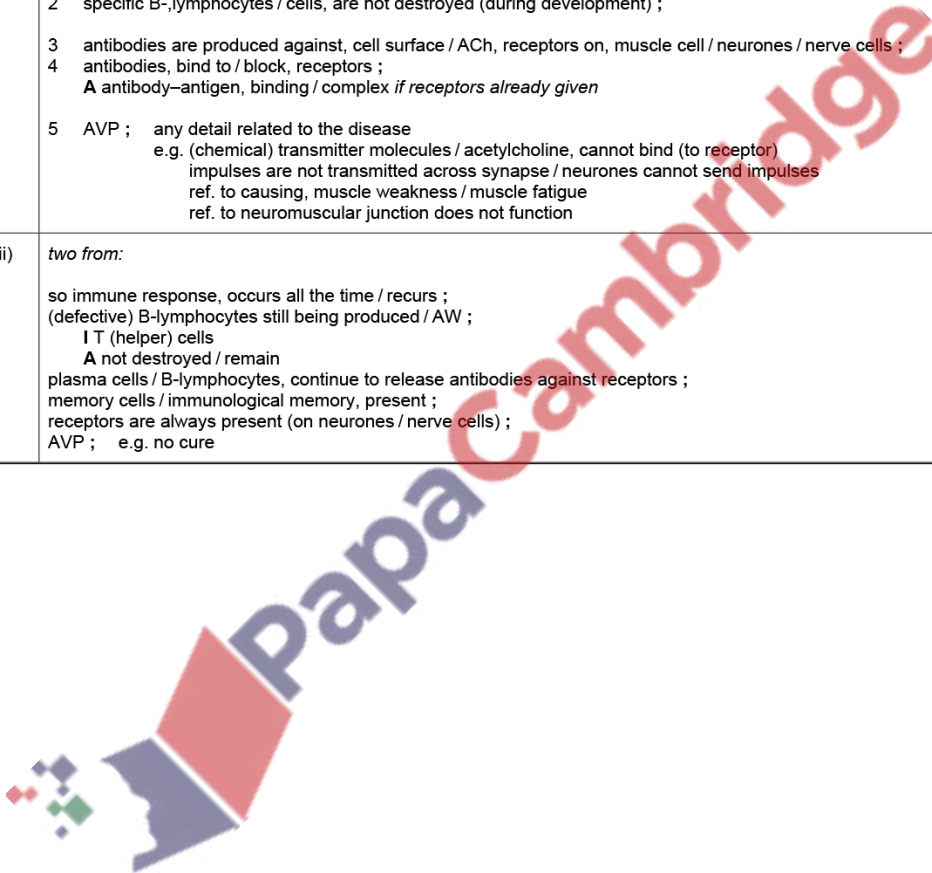 2 specific B-,lymphocytes / cells, are not destroyed (during development) ;
3 antibodies are produced against, cell surface / ACh, receptors on, muscle cell / neurones / nerve cells ;
4 antibodies, bind to / block, receptors ;
A antibody–antigen, binding / complex if receptors already given
5 AVP ; any detail related to the disease
e.g. (chemical) transmitter molecules / acetylcholine, cannot bind (to receptor)
impulses are not transmitted across synapse / neurones cannot send impulses
ref. to causing, muscle weakness / muscle fatigue
ref. to neuromuscular junction does not function
ii) two from:
so immune response, occurs all the time / recurs ;
(defective) B-lymphocytes still being produced / AW ;
I T (helper) cells
A not destroyed / remain
plasma cells / B-lymphocytes, continue to release antibodies against receptors ;
memory cells / immunological memory, present ;
receptors are always present (on neurones / nerve cells) ;
AVP ; e.g. no cure
PapaCambridge